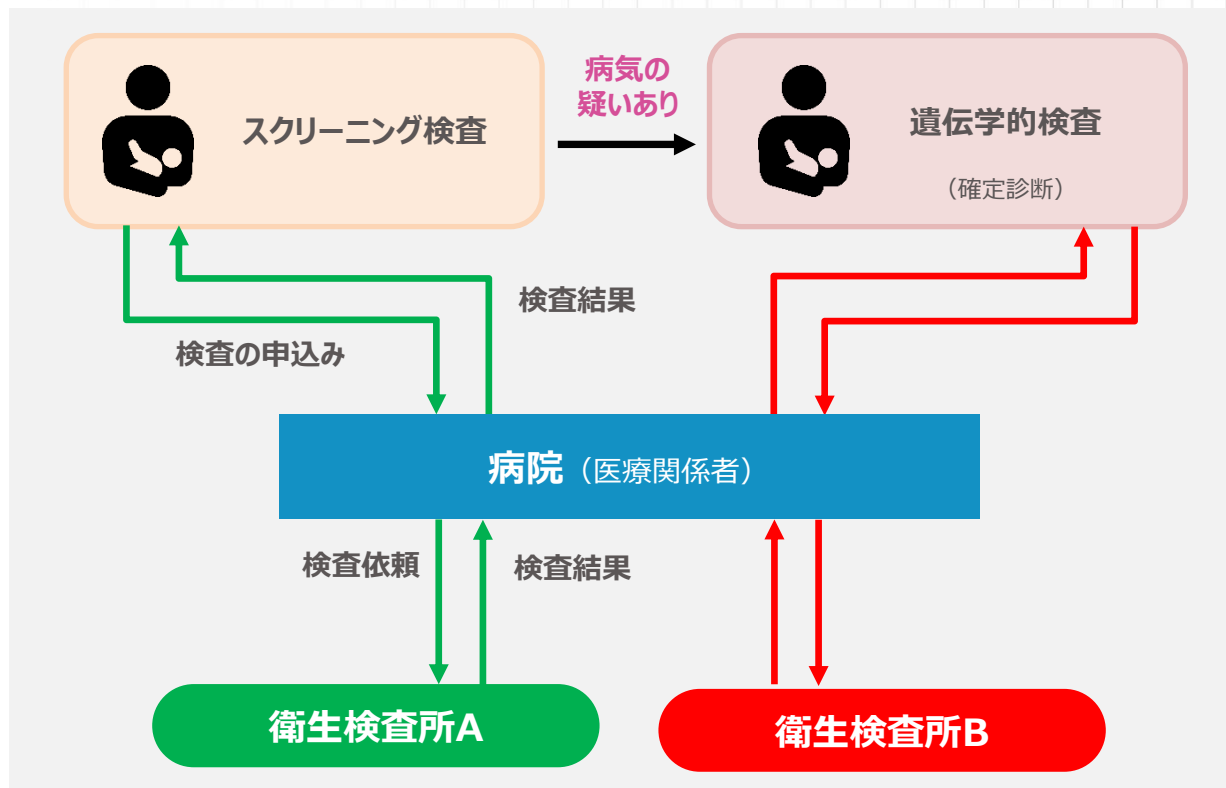 スクリーニング検査
病気の
疑いあり
遺伝学的検査
（確定診断）
検査結果
検査の申込み
病院（医療関係者）
検査依頼
検査結果
衛生検査所A
衛生検査所B